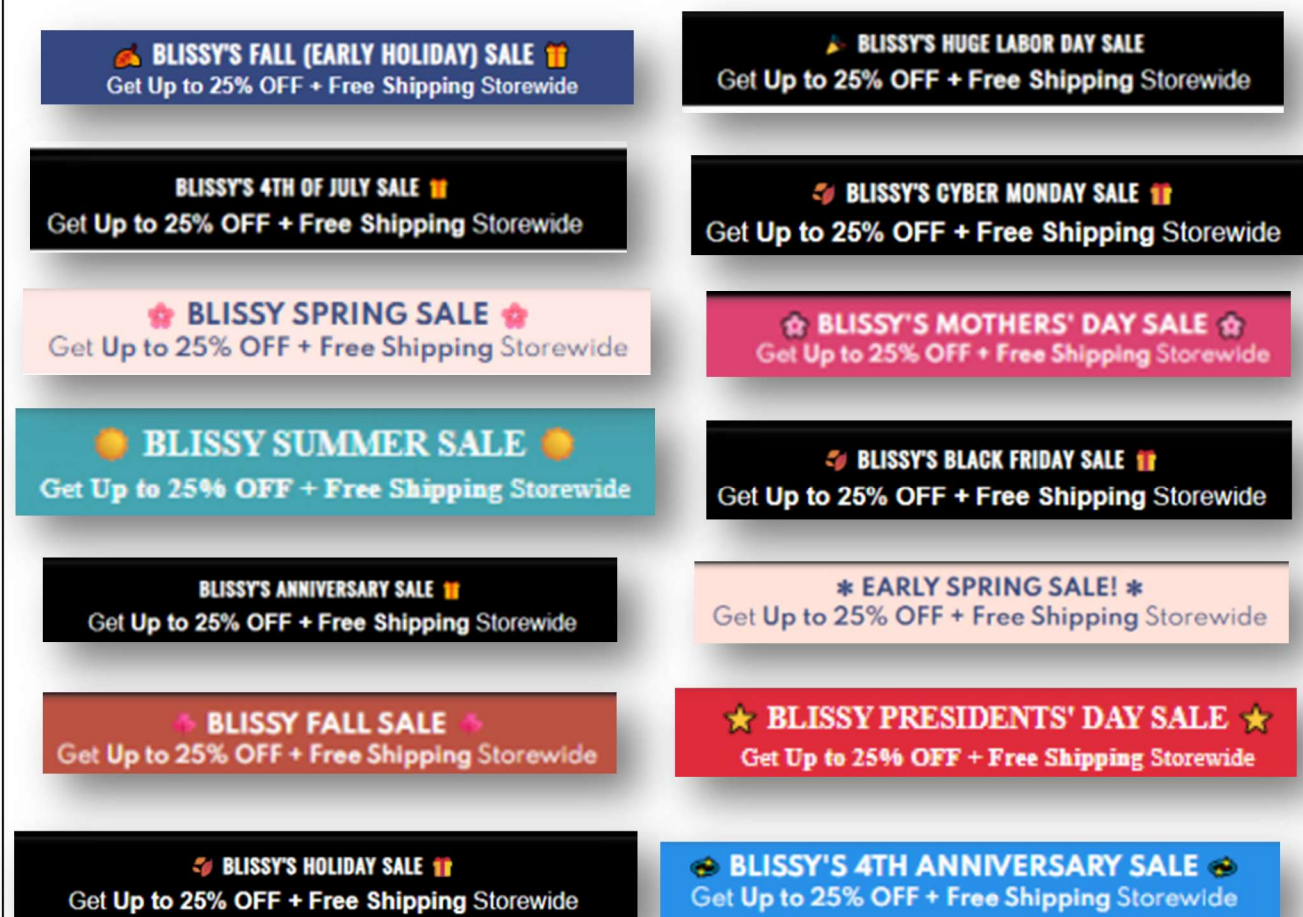 BLISSY'S FALL (EARLY HOLIDAY) SALE
Get Up to 25% OFF + Free Shipping Storewide
BLISSY'S HUGE LABOR DAY SALE
Get Up to 25% OFF + Free Shipping Storewide
BLISSY'S 4TH OF JULY SALE
Get Up to 25% OFF + Free Shipping Storewide
BLISSY'S CYBER MONDAY SALE
Get Up to 25% OFF + Free Shipping Storewide
BLISSY SPRING SALE
Get Up to 25% OFF + Free Shipping Storewide
BLISSY'S MOTHERS' DAY SALE
Get Up to 25% OFF + Free Shipping Storewide
BLISSY SUMMER SALE
Get Up to 25% OFF + Free Shipping Storewide
BLISSY'S BLACK FRIDAY SALE
Get Up to 25% OFF + Free Shipping Storewide
BLISSY'S ANNIVERSARY SALE
Get Up to 25% OFF + Free Shipping Storewide
* EARLY SPRING SALE! *
Get Up to 25% OFF + Free Shipping Storewide
BLISSY FALL SALE
Get Up to 25% OFF + Free Shipping Storewide
BLISSY PRESIDENTS' DAY SALE
Get Up to 25% OFF + Free Shipping Storewide
BLISSY'S HOLIDAY SALE
Get Up to 25% OFF + Free Shipping Storewide
BLISSY'S 4TH ANNIVERSARY SALE
Get Up to 25% OFF + Free Shipping Storewide